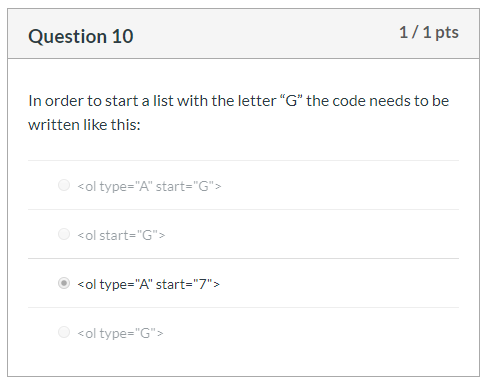 Question 10
1 / 1 pts
In order to start a list with the letter “G” the code needs to be
written like this:
<ol type="A" start="G">
<ol start="G">
<ol type="A" start="7">
<ol type="G">